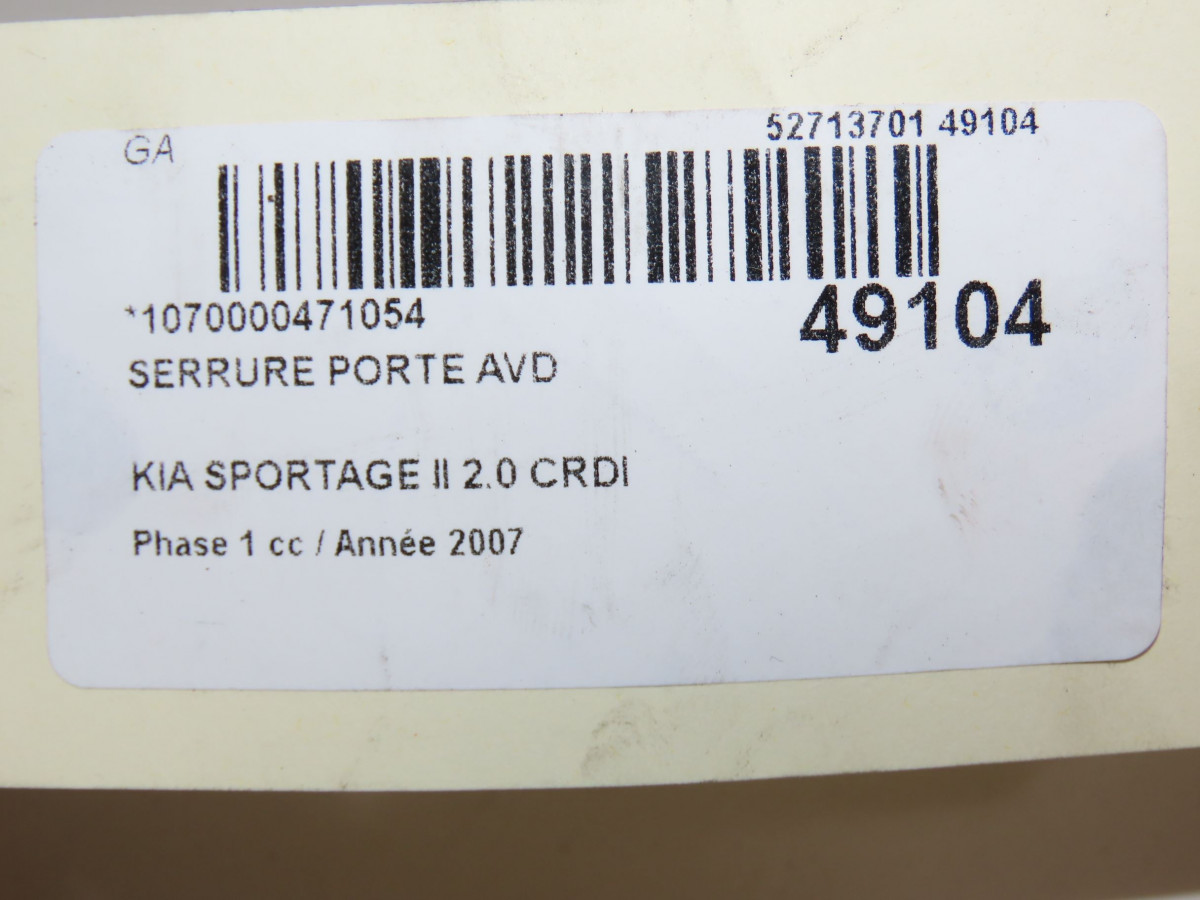 GA
52713701 49104
*1070000471054
49104
SERRURE PORTE AVD
KIA SPORTAGE II 2.0 CRDI
Phase 1 cc / Année 2007